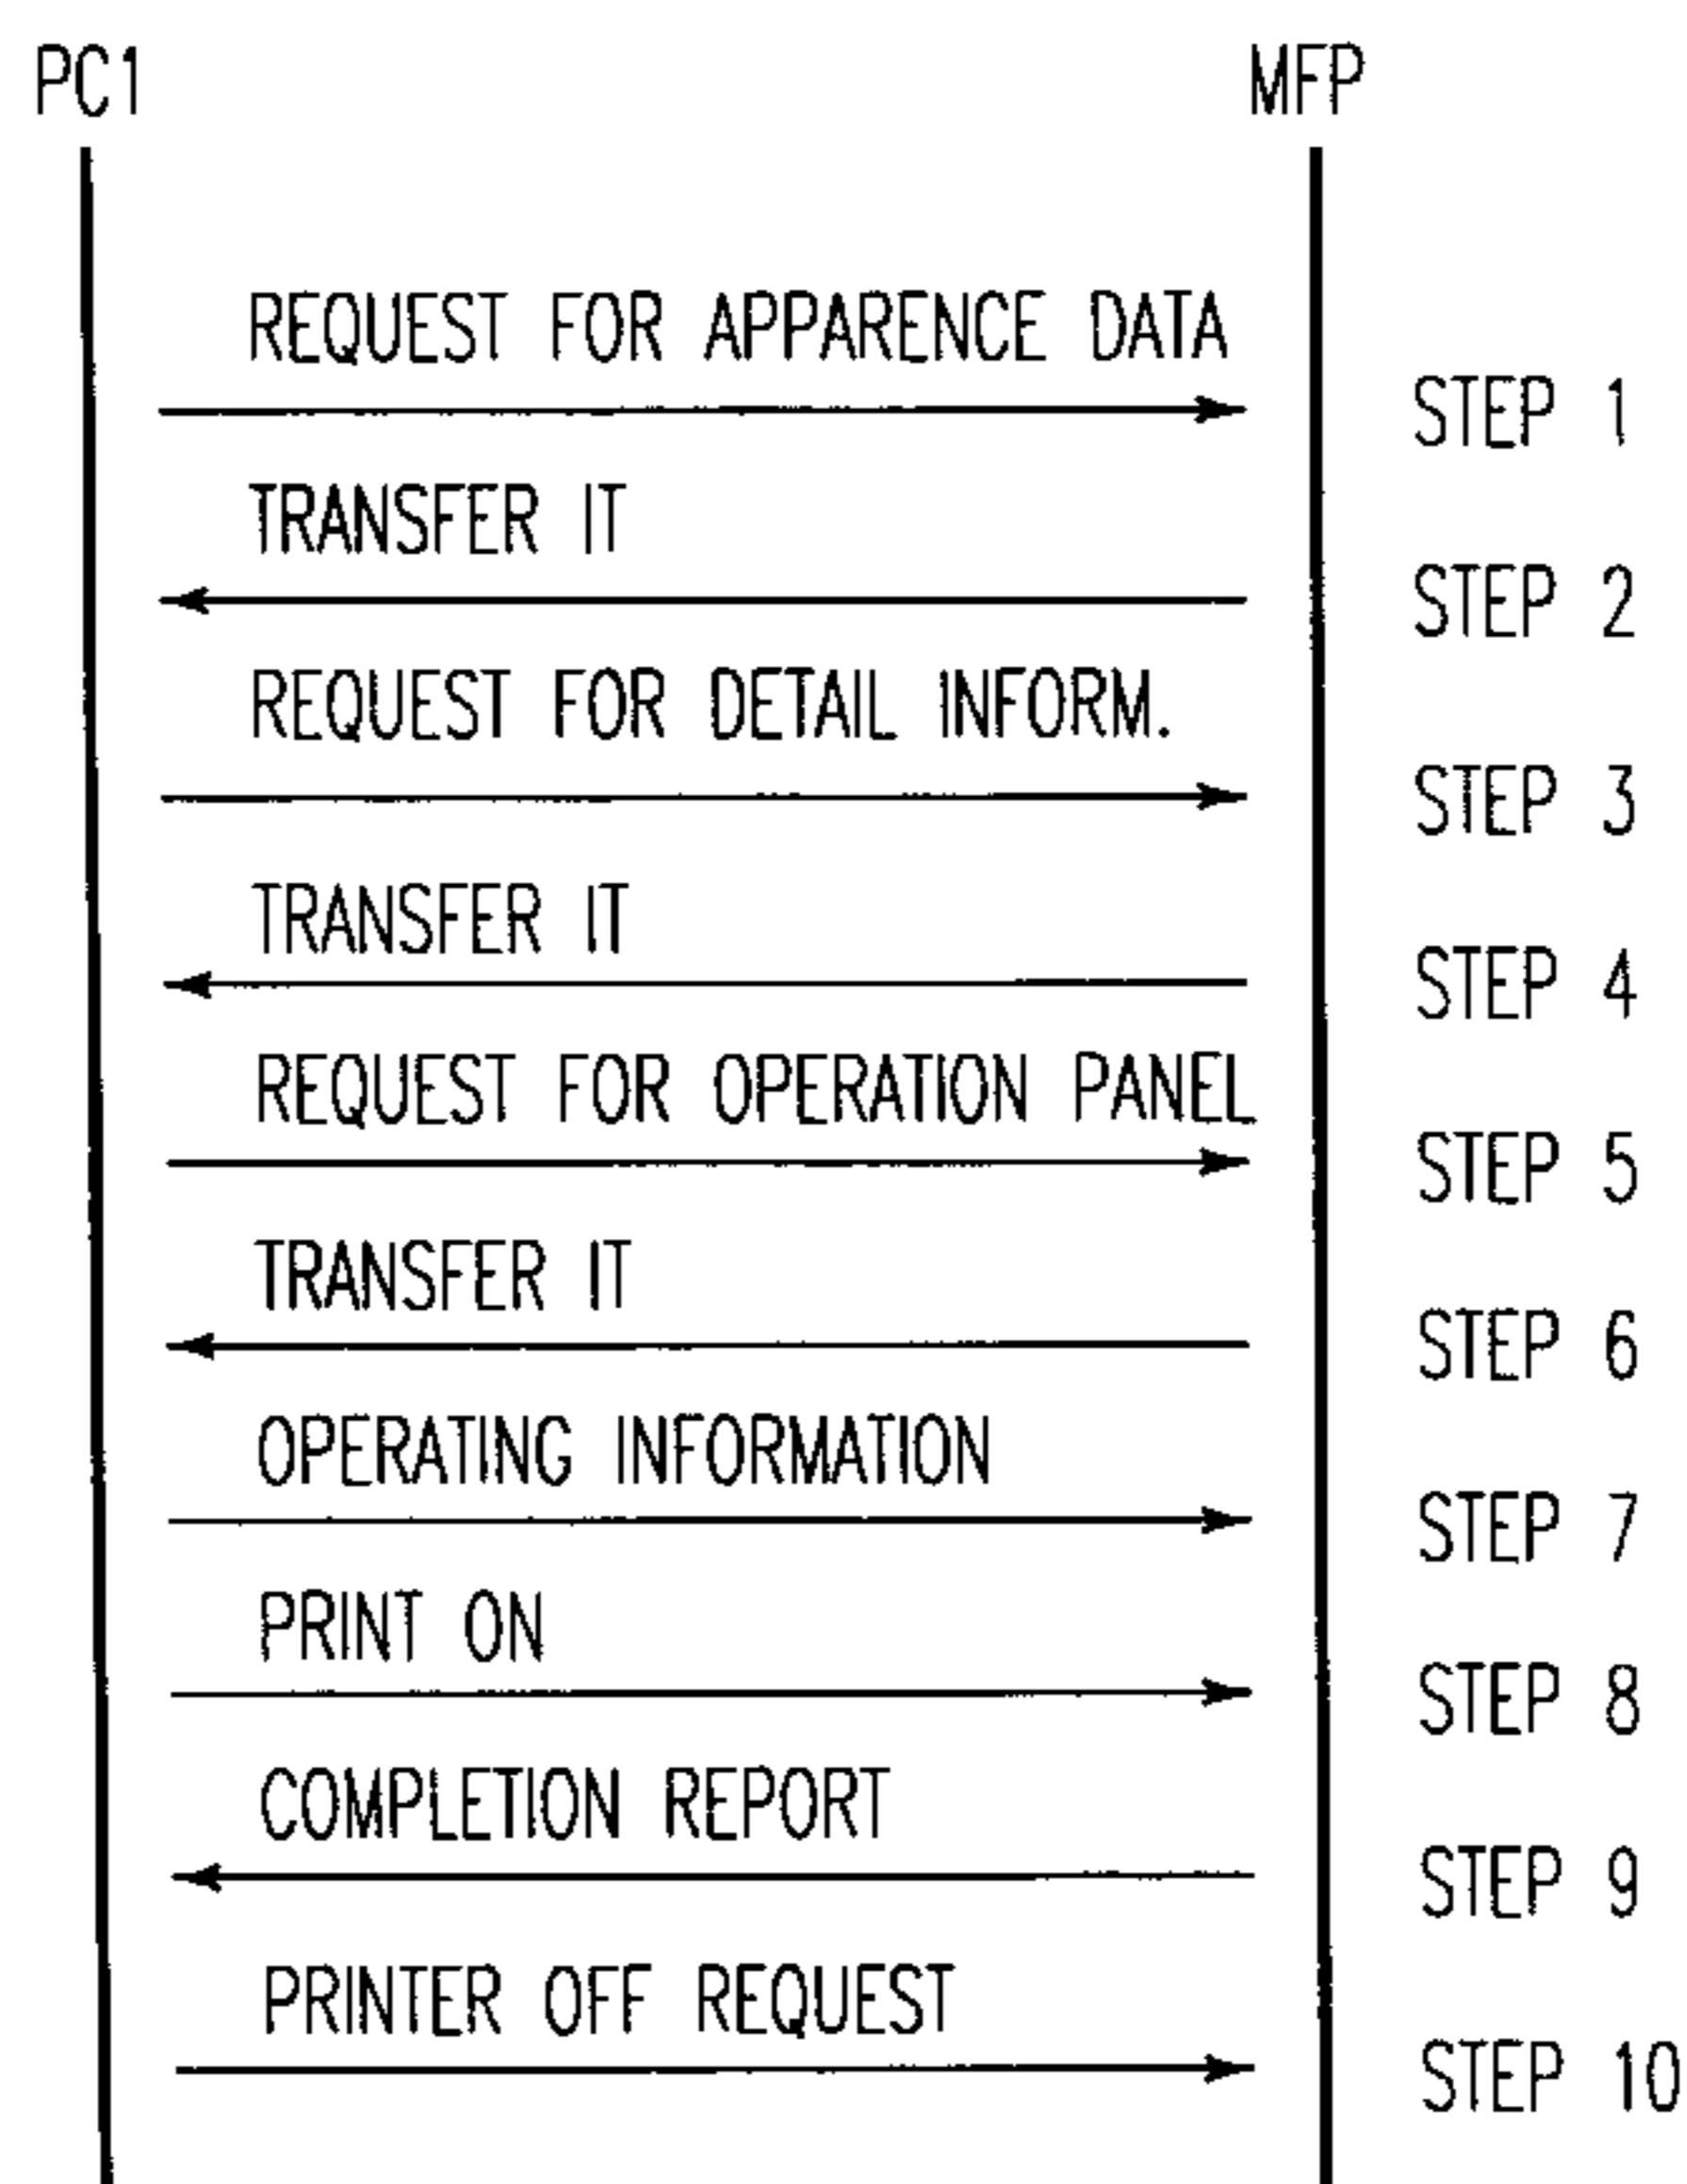 PC1 MFP
REQUEST FOR APPARENCE DATA
STEP 1
TRANSFER IT
STEP 2
REQUEST FOR DETAIL INFORM.
STEP 3
TRANSFER IT
STEP 4
REQUEST FOR OPERATION PANEL
STEP 5
TRANSFER IT
STEP 6
OPERATING INFORMATION
STEP 7
PRINT ON
STEP 8
COMPLETION REPORT
STEP 9
PRINTER OFF REQUEST
STEP 10